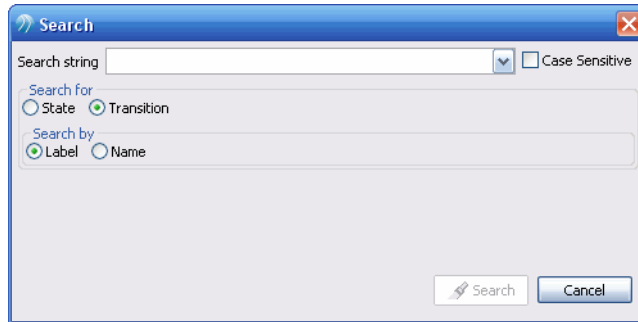 Search
Search string Case Sensitive
Search for
State Transition
Search by
Label Name
Search Cancel